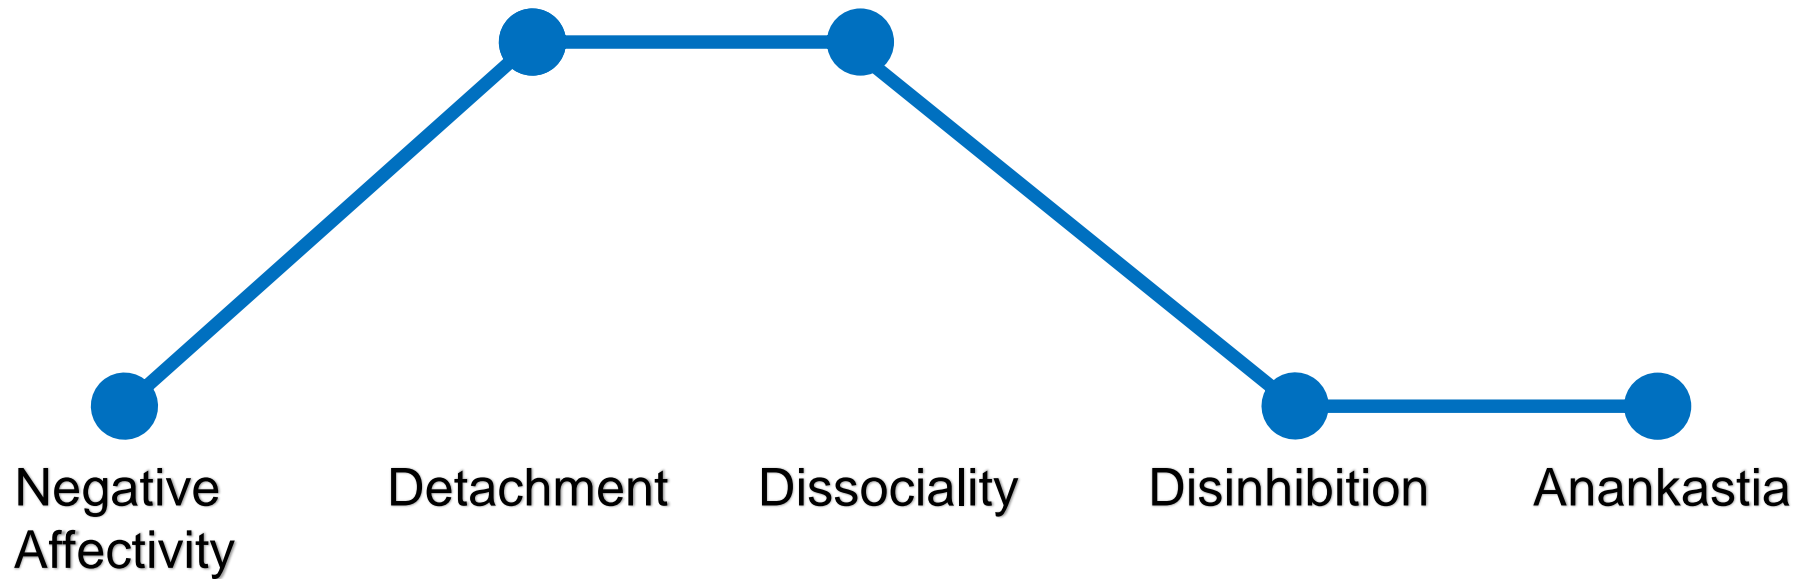 Negative
Affectivity
Detachment
Dissociality
Disinhibition
Anankastia